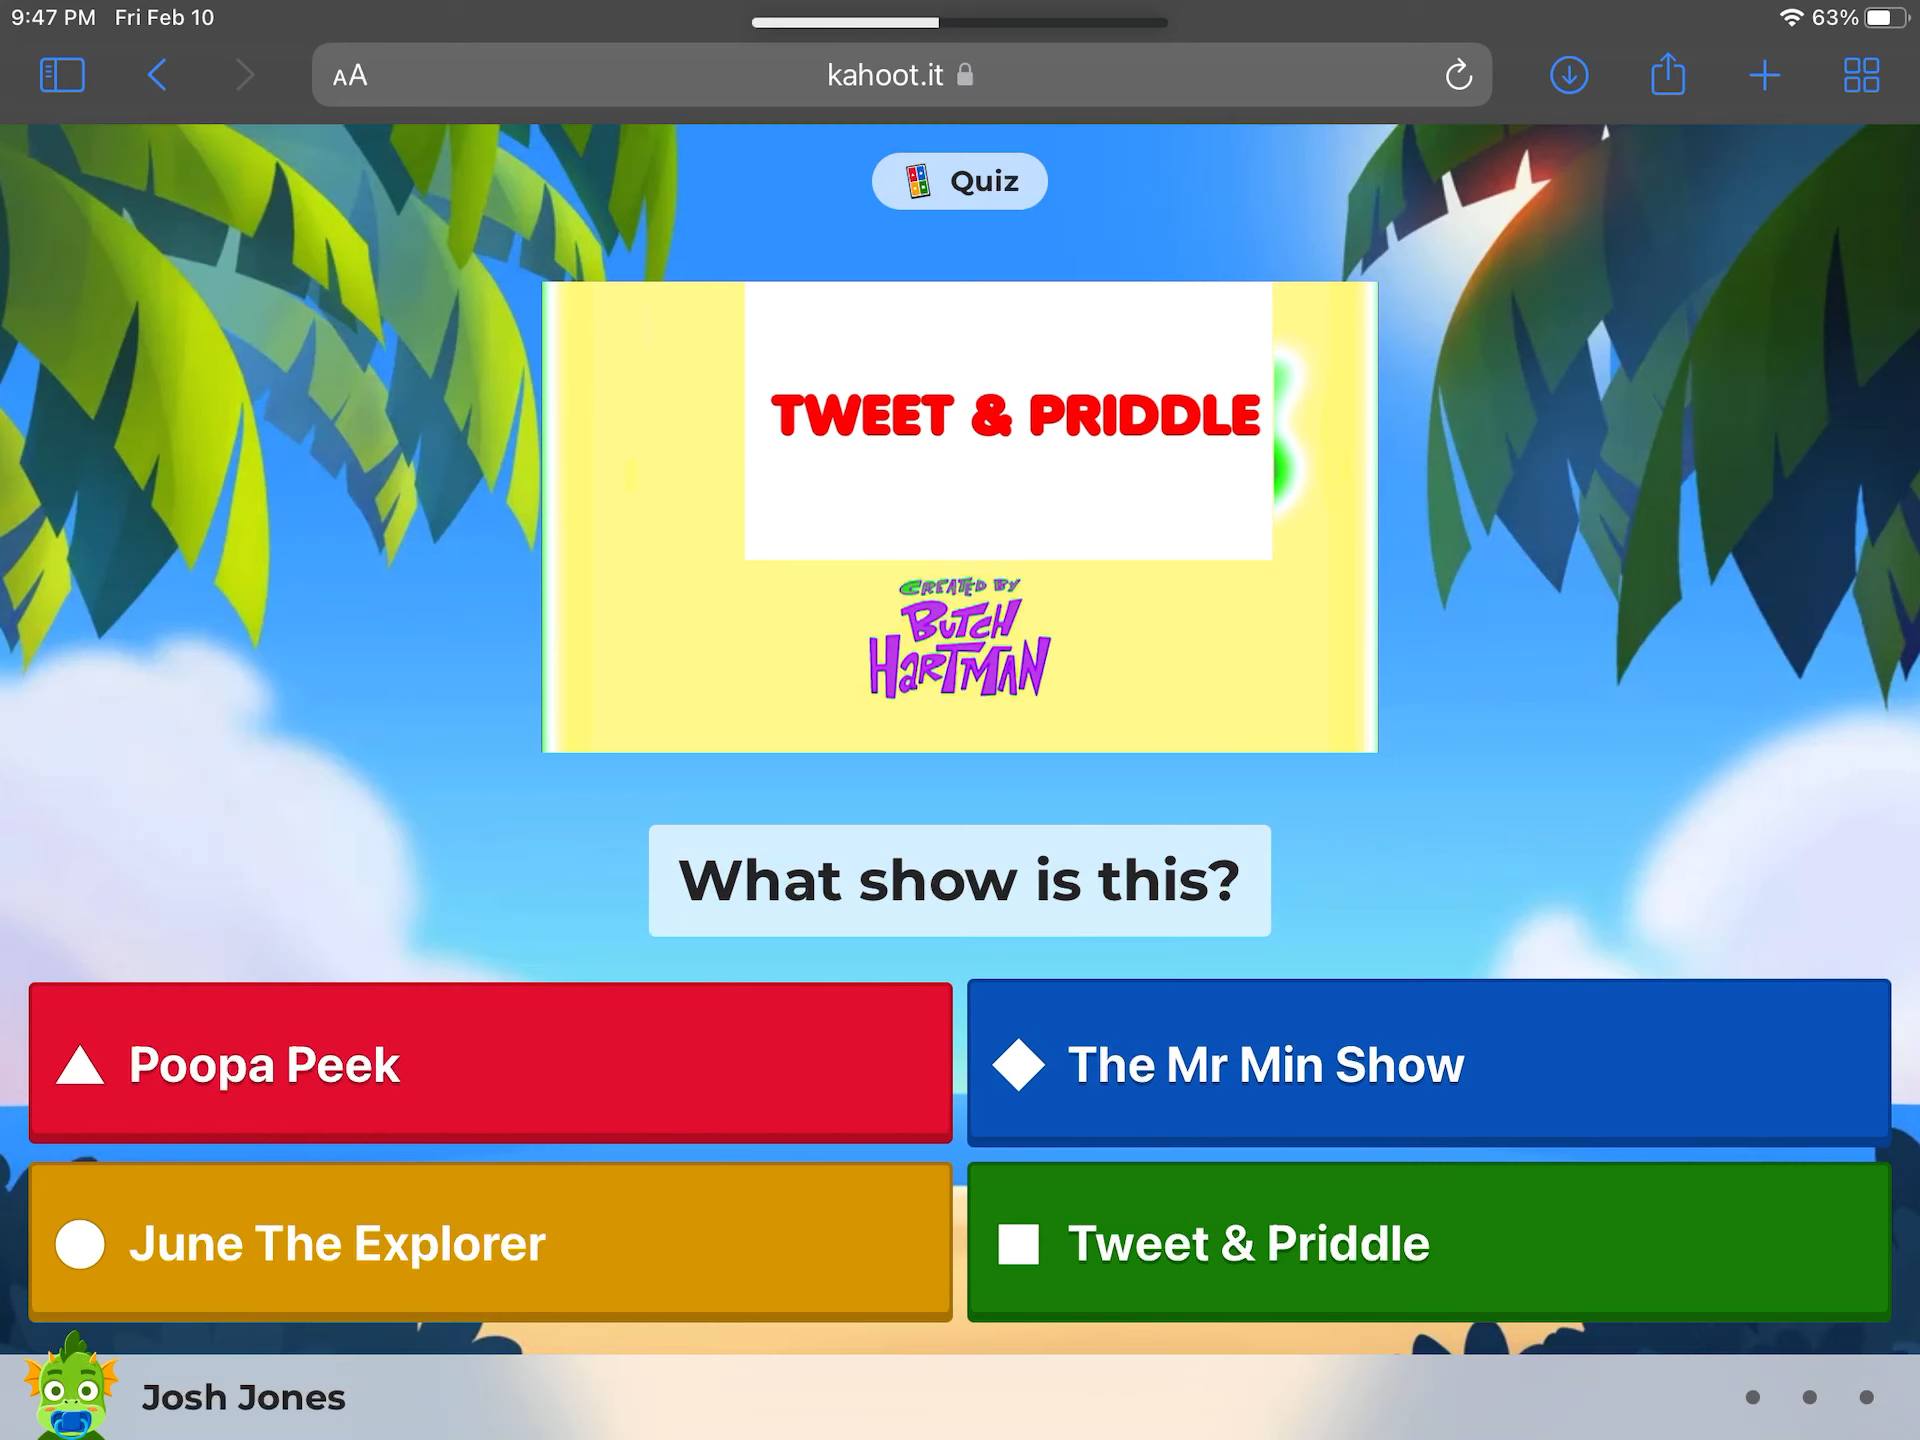 9:47 PM Fri Feb 10
63%
AA
kahoot.it
Quiz
TWEET & PRIDDLE
CREATED BY
BUTCH
HARTMAN
What show is this?
Poopa Peek
The Mr Min Show
June The Explorer
Tweet & Priddle
Josh Jones